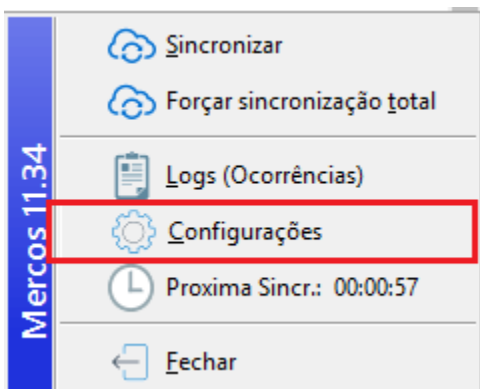 Mercos 11.34
Sincronizar
Forçar sincronização total
Logs (Ocorrências)
Configurações
Proxima Sincr.: 00:00:57
Fechar